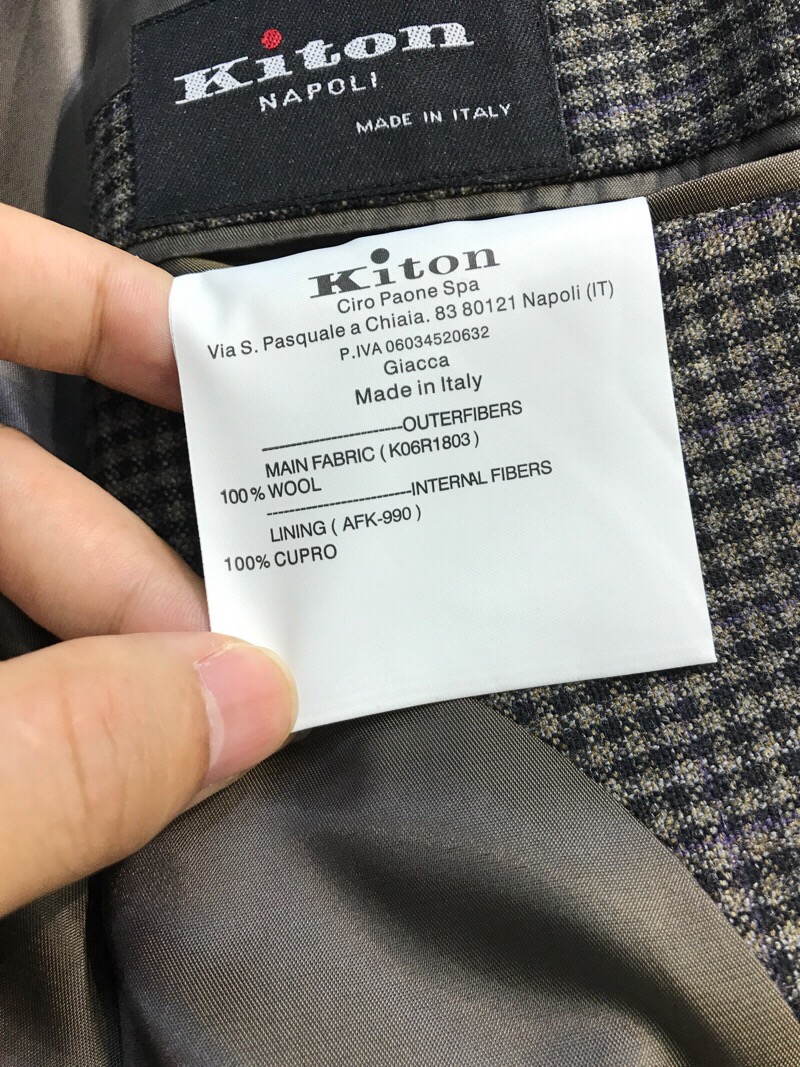 Kiton
NAPOLI
MADE IN ITALY
Kiton
Ciro Paone Spa
Via S. Pasquale a Chiaia. 83 80121 Napoli (IT)
P.IVA 06034520632
Giacca
Made in Italy
------------------------OUTERFIBERS
MAIN FABRIC ( K06R1803 )
100% WOOL
------------------------INTERNAL FIBERS
LINING ( AFK-990 )
100% CUPRO